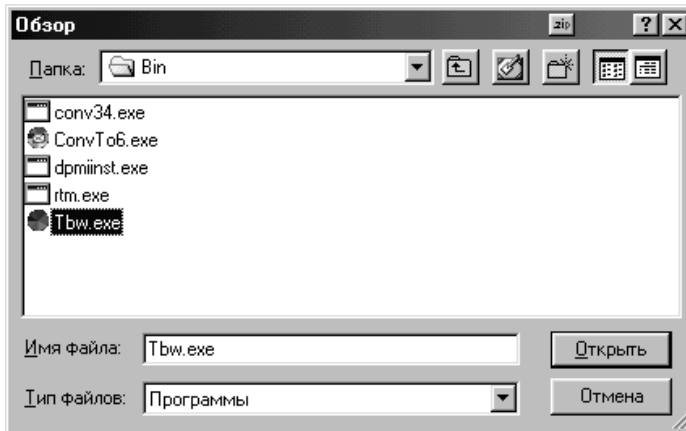 Обзор
.zip
?
Папка:
Bin
conv34.exe
ConvTo6.exe
dpmiinst.exe
rtm.exe
Tbw.exe
Имя файла:
Tbw.exe
Открыть
Тип файлов:
Программы
Отмена